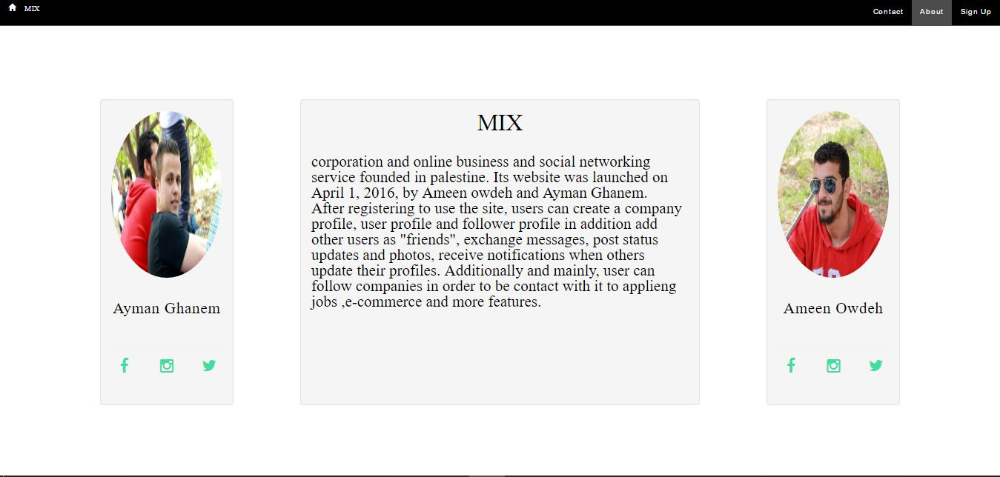 MIX
Contact
About
Sign Up
MIX
corporation and online business and social networking
service founded in palestine. Its website was launched on
April 1, 2016, by Ameen owdeh and Ayman Ghanem.
After registering to use the site, users can create a company
profile, user profile and follower profile in addition add
other users as "friends", exchange messages, post status
updates and photos, receive notifications when others
update their profiles. Additionally and mainly, user can
follow companies in order to be contact with it to applieng
jobs ,e-commerce and more features.
Ayman Ghanem
Ameen Owdeh